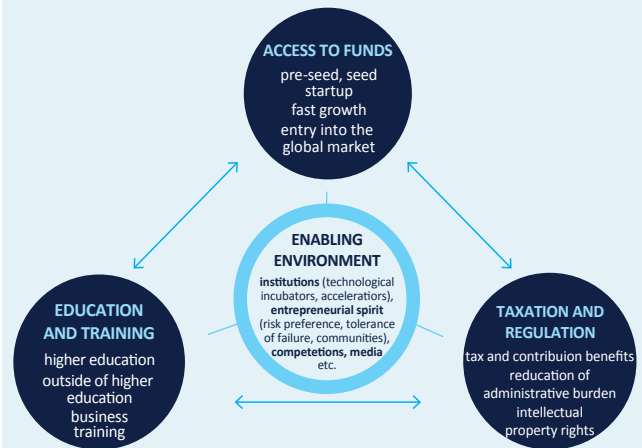 ACCESS TO FUNDS
pre-seed, seed
startup
fast growth
entry into the
global market
ENABLING
ENVIRONMENT
institutions (technological
incubators, acceleratiors),
entrepreneurial spirit
(risk preference, tolerance
of failure, communities),
competetions, media
etc.
EDUCATION
AND TRAINING
higher education
outside of higher
education
business
training
TAXATION AND
REGULATION
tax and contribuion benefits
reducation of
administrative burden
intellectual
property rights